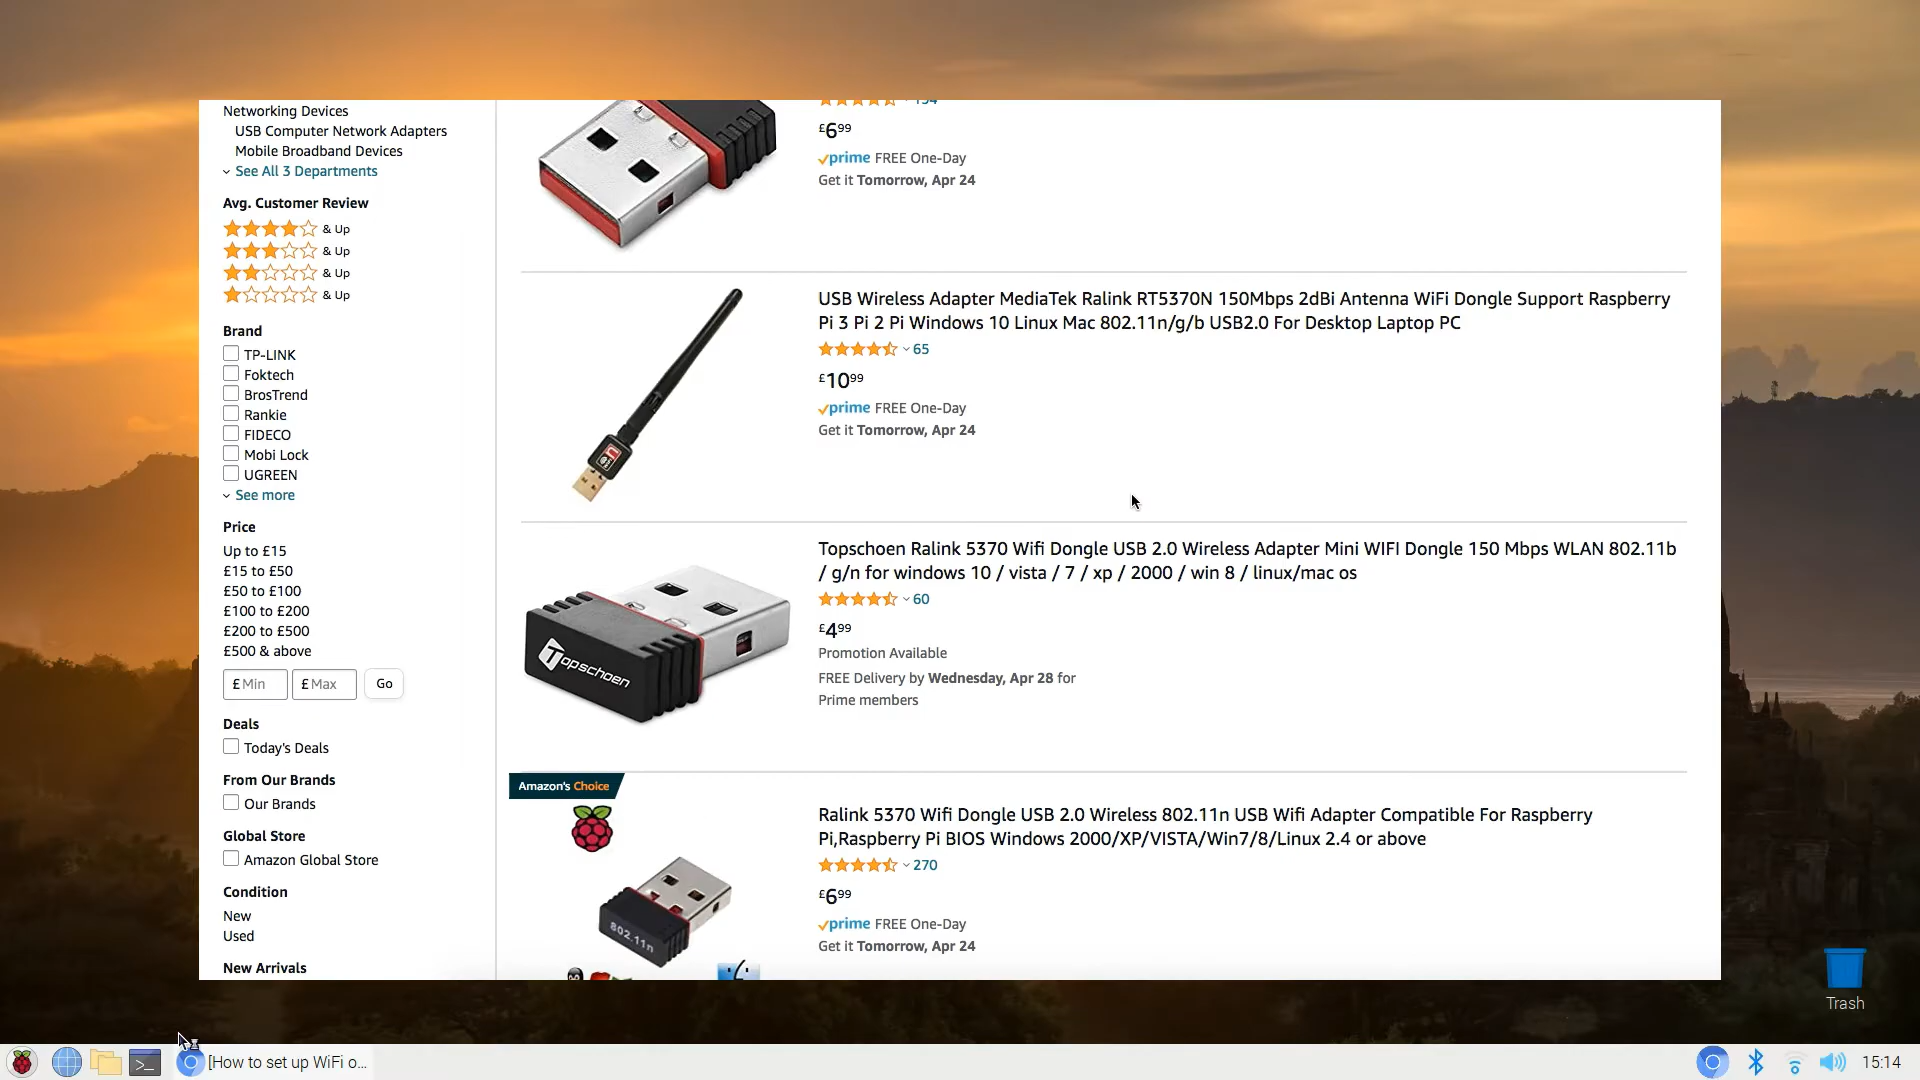 Networking Devices
USB Computer Network Adapters
Mobile Broadband Devices
See All 3 Departments
Avg. Customer Review
& Up
& Up
& Up
& Up
Brand
TP-LINK
Foktech
BrosTrend
Rankie
FIDECO
Mobi Lock
UGREEN
See more
Price
Up to £15
£15 to £50
£50 to £100
£100 to £200
£200 to £500
£500 & above
£ Min £ Max Go
Deals
Today's Deals
From Our Brands
Our Brands
Global Store
Amazon Global Store
Condition
New
Used
New Arrivals
£6⁹⁹
prime FREE One-Day
Get it Tomorrow, Apr 24
USB Wireless Adapter MediaTek Ralink RT5370N 150Mbps 2dBi Antenna WiFi Dongle Support Raspberry
Pi 3 Pi 2 Pi Windows 10 Linux Mac 802.11n/g/b USB2.0 For Desktop Laptop PC
65
£10⁹⁹
prime FREE One-Day
Get it Tomorrow, Apr 24
Topschoen
Topschoen Ralink 5370 Wifi Dongle USB 2.0 Wireless Adapter Mini WIFI Dongle 150 Mbps WLAN 802.11b
/ g/n for windows 10 / vista / 7 / xp / 2000 / win 8 / linux/mac os
60
£4⁹⁹
Promotion Available
FREE Delivery by Wednesday, Apr 28 for
Prime members
Amazon's Choice
802.11n
Ralink 5370 Wifi Dongle USB 2.0 Wireless 802.11n USB Wifi Adapter Compatible For Raspberry
Pi,Raspberry Pi BIOS Windows 2000/XP/VISTA/Win7/8/Linux 2.4 or above
270
£6⁹⁹
prime FREE One-Day
Get it Tomorrow, Apr 24
Trash
[How to set up WiFi o...
15:14